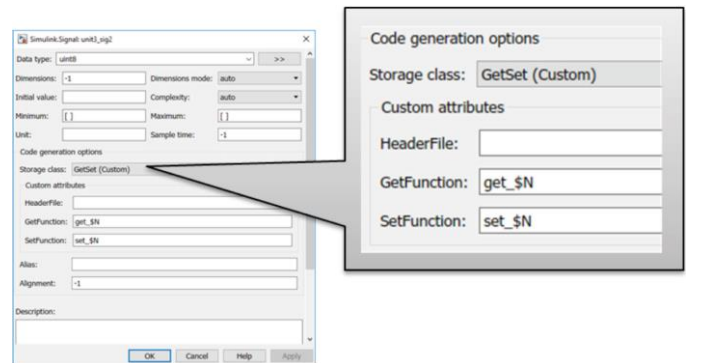 Simulink.Signal: unit3_sig2
Data type: uint8 >>
Dimensions: -1 Dimensions mode: auto
Initial value: Complexity: auto
Minimum: [ ] Maximum: [ ]
Unit: Sample time: -1
Code generation options
Storage class: GetSet (Custom)
Custom attributes
HeaderFile:
GetFunction: get_$N
SetFunction: set_$N
Alias:
Alignment: -1
Description:
OK Cancel Help Apply
Code generation options
Storage class: GetSet (Custom)
Custom attributes
HeaderFile:
GetFunction: get_$N
SetFunction: set_$N